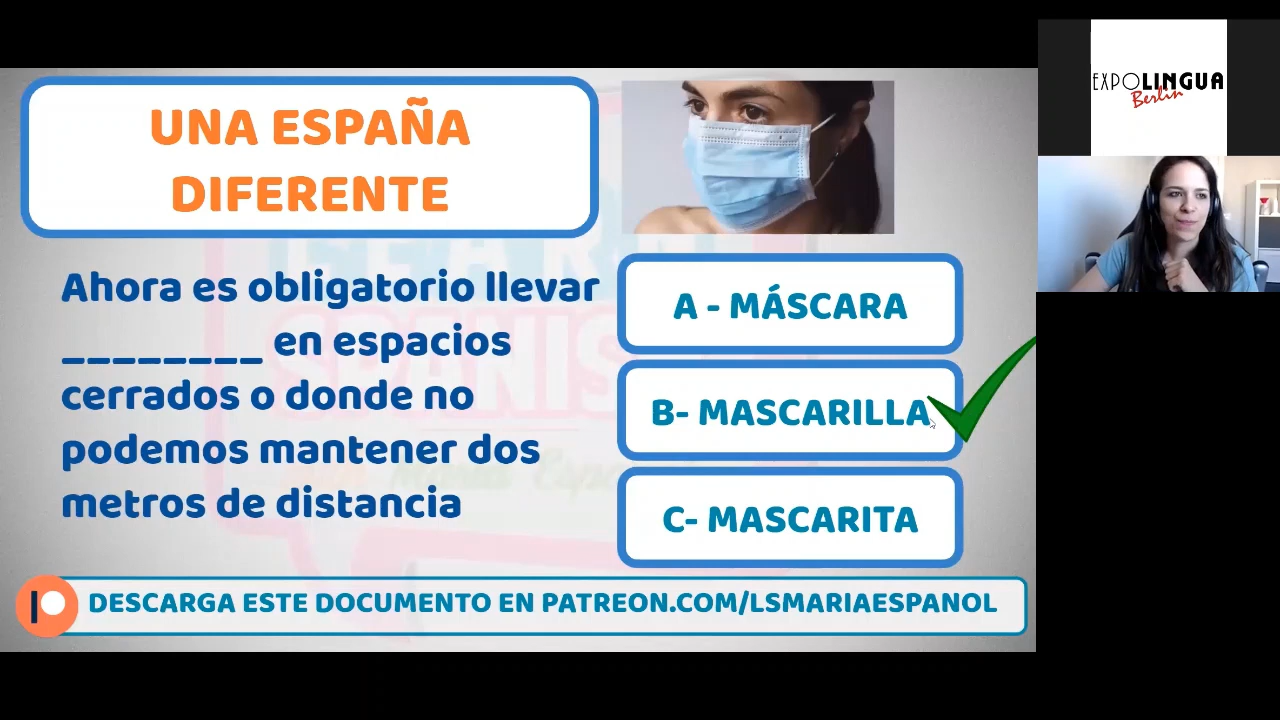 UNA ESPAÑA
DIFERENTE
Ahora es obligatorio llevar
________ en espacios
cerrados o donde no
podemos mantener dos
metros de distancia
A - MÁSCARA
B- MASCARILLA
C- MASCARITA
DESCARGA ESTE DOCUMENTO EN PATREON.COM/LSMARIAESPANOL
EXPOLINGUA
Berlin